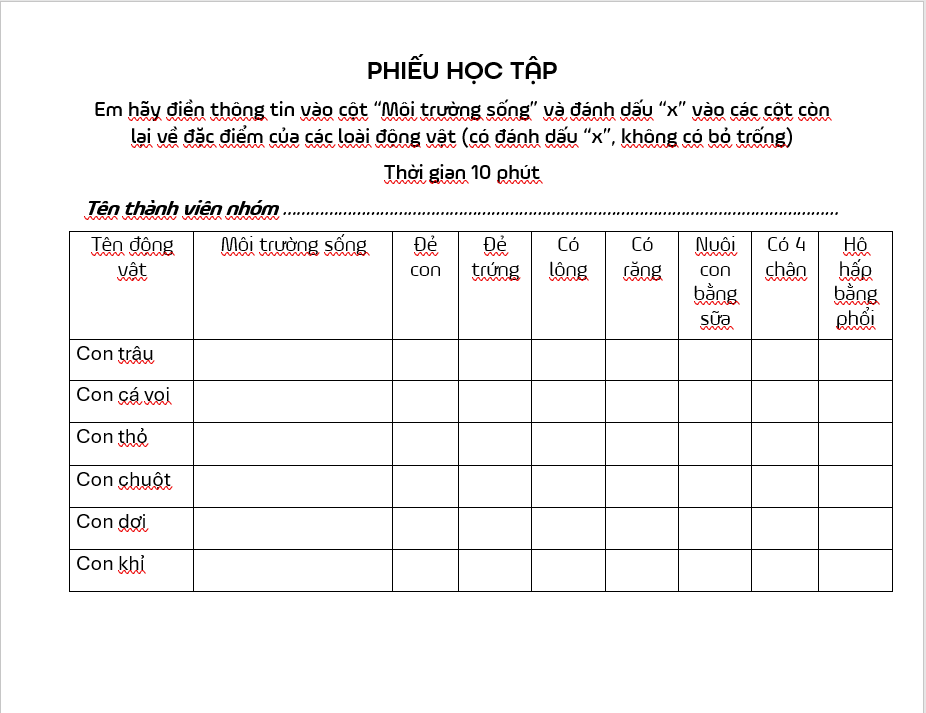 PHIẾU HỌC TẬP
Em hãy điền thông tin vào cột “Môi trường sống” và đánh dấu “x” vào các cột còn
lại về đặc điểm của các loài động vật (có đánh dấu “x”, không có bỏ trống)
Thời gian 10 phút
Tên thành viên nhóm ................................................................................................................
Tên động vật Môi trường sống Đẻ con Đẻ trứng Có lông Có răng Nuôi con bằng sữa Có 4 chân Hô hấp bằng phổi
Con trâu
Con cá voi
Con thỏ
Con chuột
Con dơi
Con khỉ